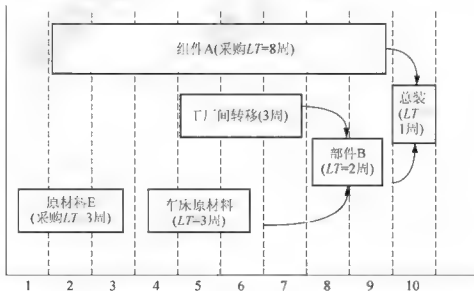 组件A(采购LT=8周)
工厂间转移(3周)
总装
(LT
1周)
部件B
(LT=2周)
原材料E
(采购LT 3周)
车床原材料
(LT=3周)
1 2 3 4 5 6 7 8 9 10